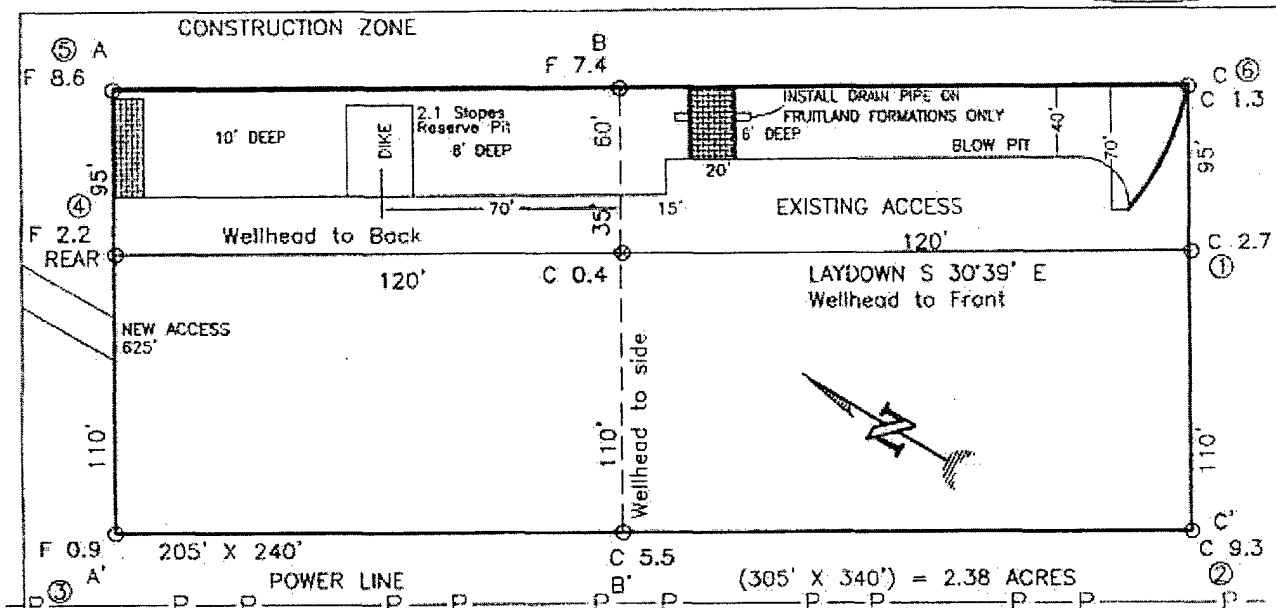 CONSTRUCTION ZONE
⑤ A
F 8.6
B
F 7.4
C ⑥
C 1.3
INSTALL DRAIN PIPE ON
FRUITLAND FORMATIONS ONLY
6' DEEP
BLOW PIT
10' DEEP
DIKE
2.1 Slopes
Reserve Pit
8' DEEP
60'
40'
70'
95'
95'
20'
④
F 2.2
REAR
70'
35'
15'
EXISTING ACCESS
Wellhead to Back
120'
C 2.7
①
120'
C 0.4
LAYDOWN S 30°39' E
Wellhead to Front
NEW ACCESS
625'
Wellhead to side
N
110'
110'
110'
F 0.9
205' X 240'
C 5.5
C'
C 9.3
A'
③
POWER LINE
B'
(305' X 340') = 2.38 ACRES
②
P P P P P P P P P P P P P